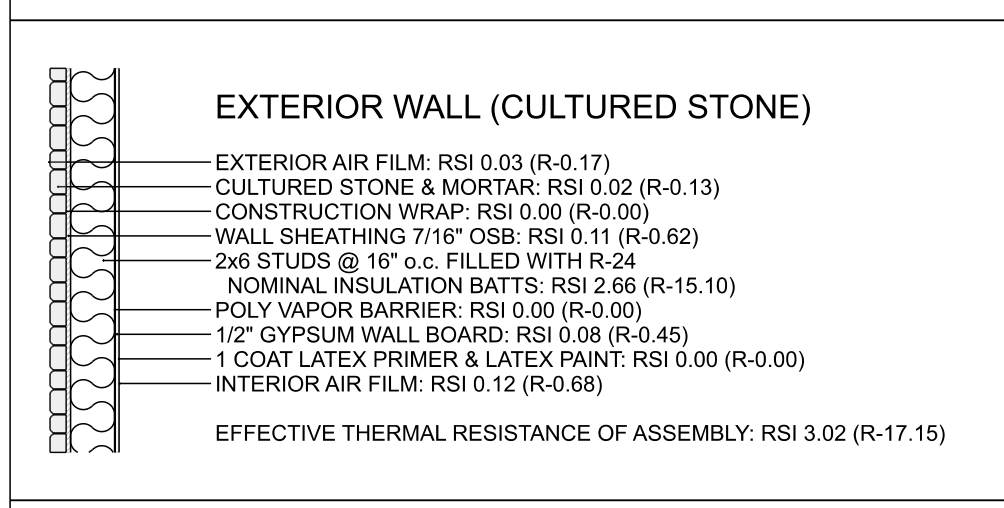 EXTERIOR WALL (CULTURED STONE)
EXTERIOR AIR FILM: RSI 0.03 (R-0.17)
CULTURED STONE & MORTAR: RSI 0.02 (R-0.13)
CONSTRUCTION WRAP: RSI 0.00 (R-0.00)
WALL SHEATHING 7/16" OSB: RSI 0.11 (R-0.62)
2x6 STUDS @ 16" o.c. FILLED WITH R-24
NOMINAL INSULATION BATTS: RSI 2.66 (R-15.10)
POLY VAPOR BARRIER: RSI 0.00 (R-0.00)
1/2" GYPSUM WALL BOARD: RSI 0.08 (R-0.45)
1 COAT LATEX PRIMER & LATEX PAINT: RSI 0.00 (R-0.00)
INTERIOR AIR FILM: RSI 0.12 (R-0.68)
EFFECTIVE THERMAL RESISTANCE OF ASSEMBLY: RSI 3.02 (R-17.15)